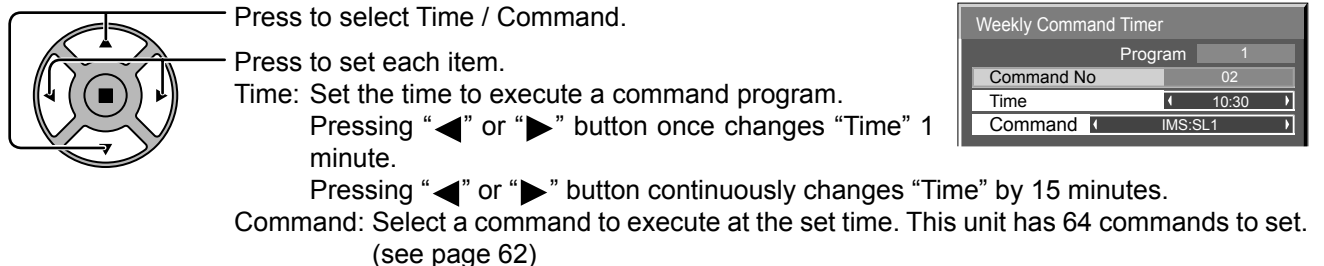 Press to select Time / Command.
Press to set each item.
Time: Set the time to execute a command program.
Pressing “◀” or “▶” button once changes “Time” 1
minute.
Pressing “◀” or “▶” button continuously changes “Time” by 15 minutes.
Command: Select a command to execute at the set time. This unit has 64 commands to set.
(see page 62)
Weekly Command Timer
Program 1
Command No 02
Time 10:30
Command IMS:SL1